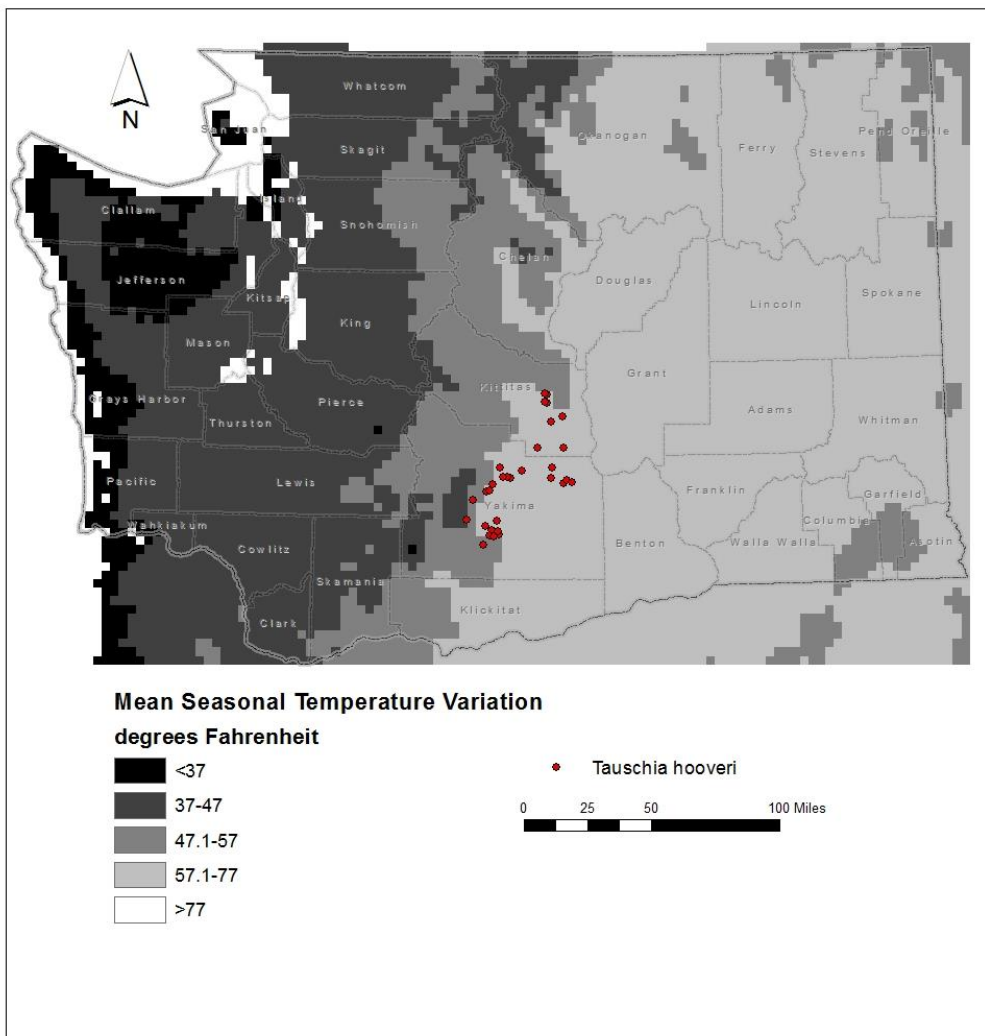 N
Whatcom
San Juan
Okanogan
Pend Oreille
Ferry
Stevens
Skagit
Island
Clallam
Snohomish
Chelan
Jefferson
Douglas
Kitsap
Lincoln
Spokane
King
Mason
Grant
Kittitas
Grays Harbor
Pierce
Adams
Whitman
Thurston
Pacific
Lewis
Franklin
Garfield
Yakima
Columbia
Wahkiakum
Benton
Walla Walla
Asotin
Cowlitz
Skamania
Klickitat
Clark
Mean Seasonal Temperature Variation
degrees Fahrenheit
<37
37-47
47.1-57
57.1-77
>77
Tauschia hooveri
0 25 50 100 Miles